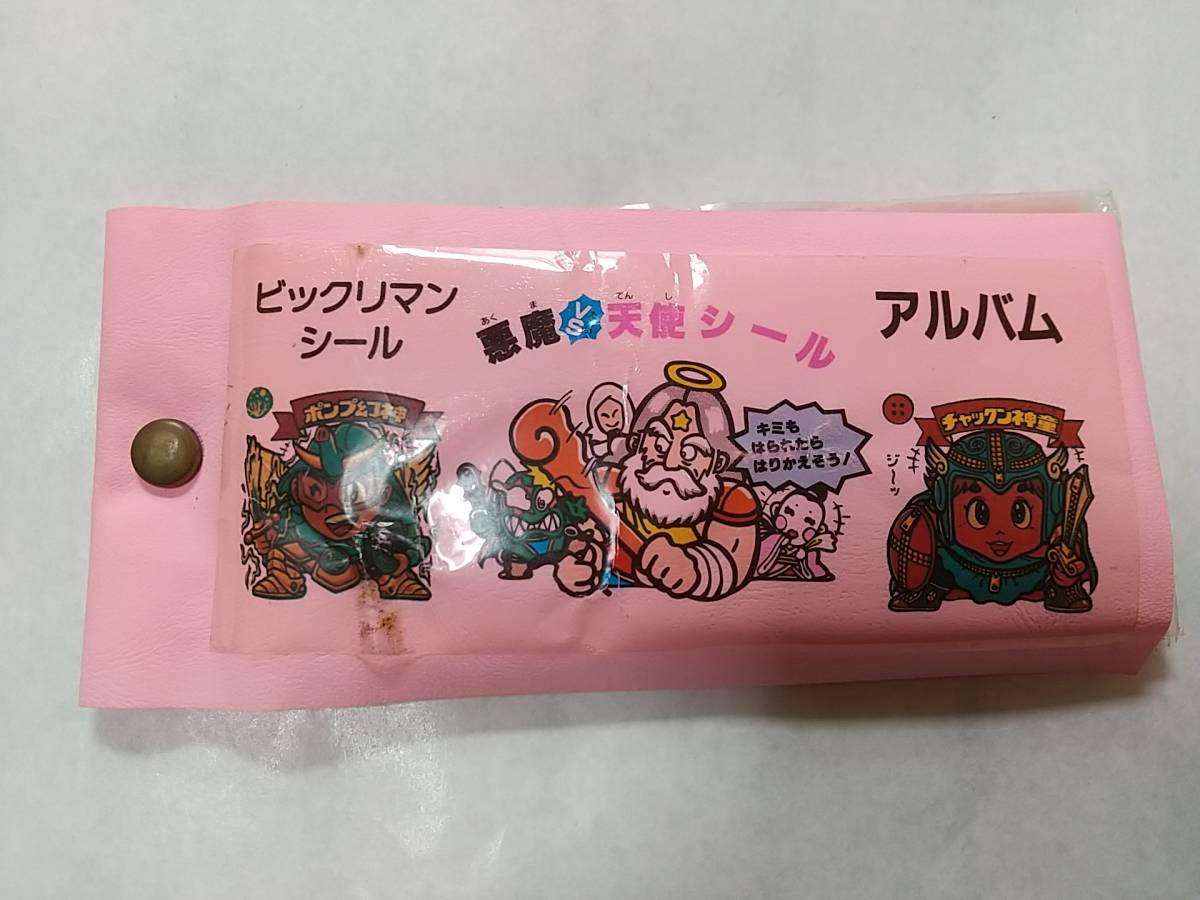 ビックリマン
シール
悪魔VS天使シール
あく ま てん し
アルバム
ポンプ幻神
キミも
はられたら
はりかえそう!
チャックン神童
ジ〜ッ